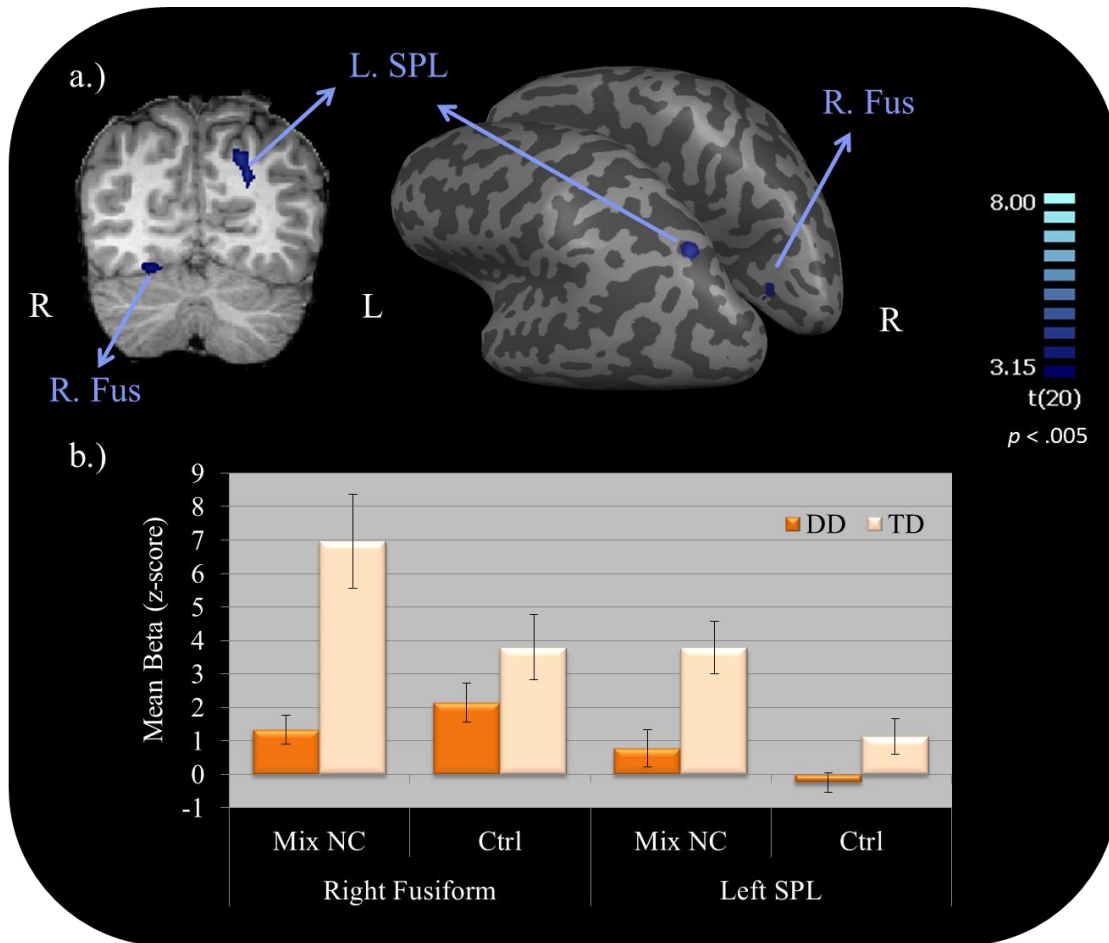 a.)
L. SPL
R. Fus
R
L
R
R. Fus
8.00
3.15
t(20)
p < .005
b.)
Mean Beta (z-score)
9
8
7
6
5
4
3
2
1
0
-1
DD TD
Mix NC Ctrl Mix NC Ctrl
Right Fusiform Left SPL